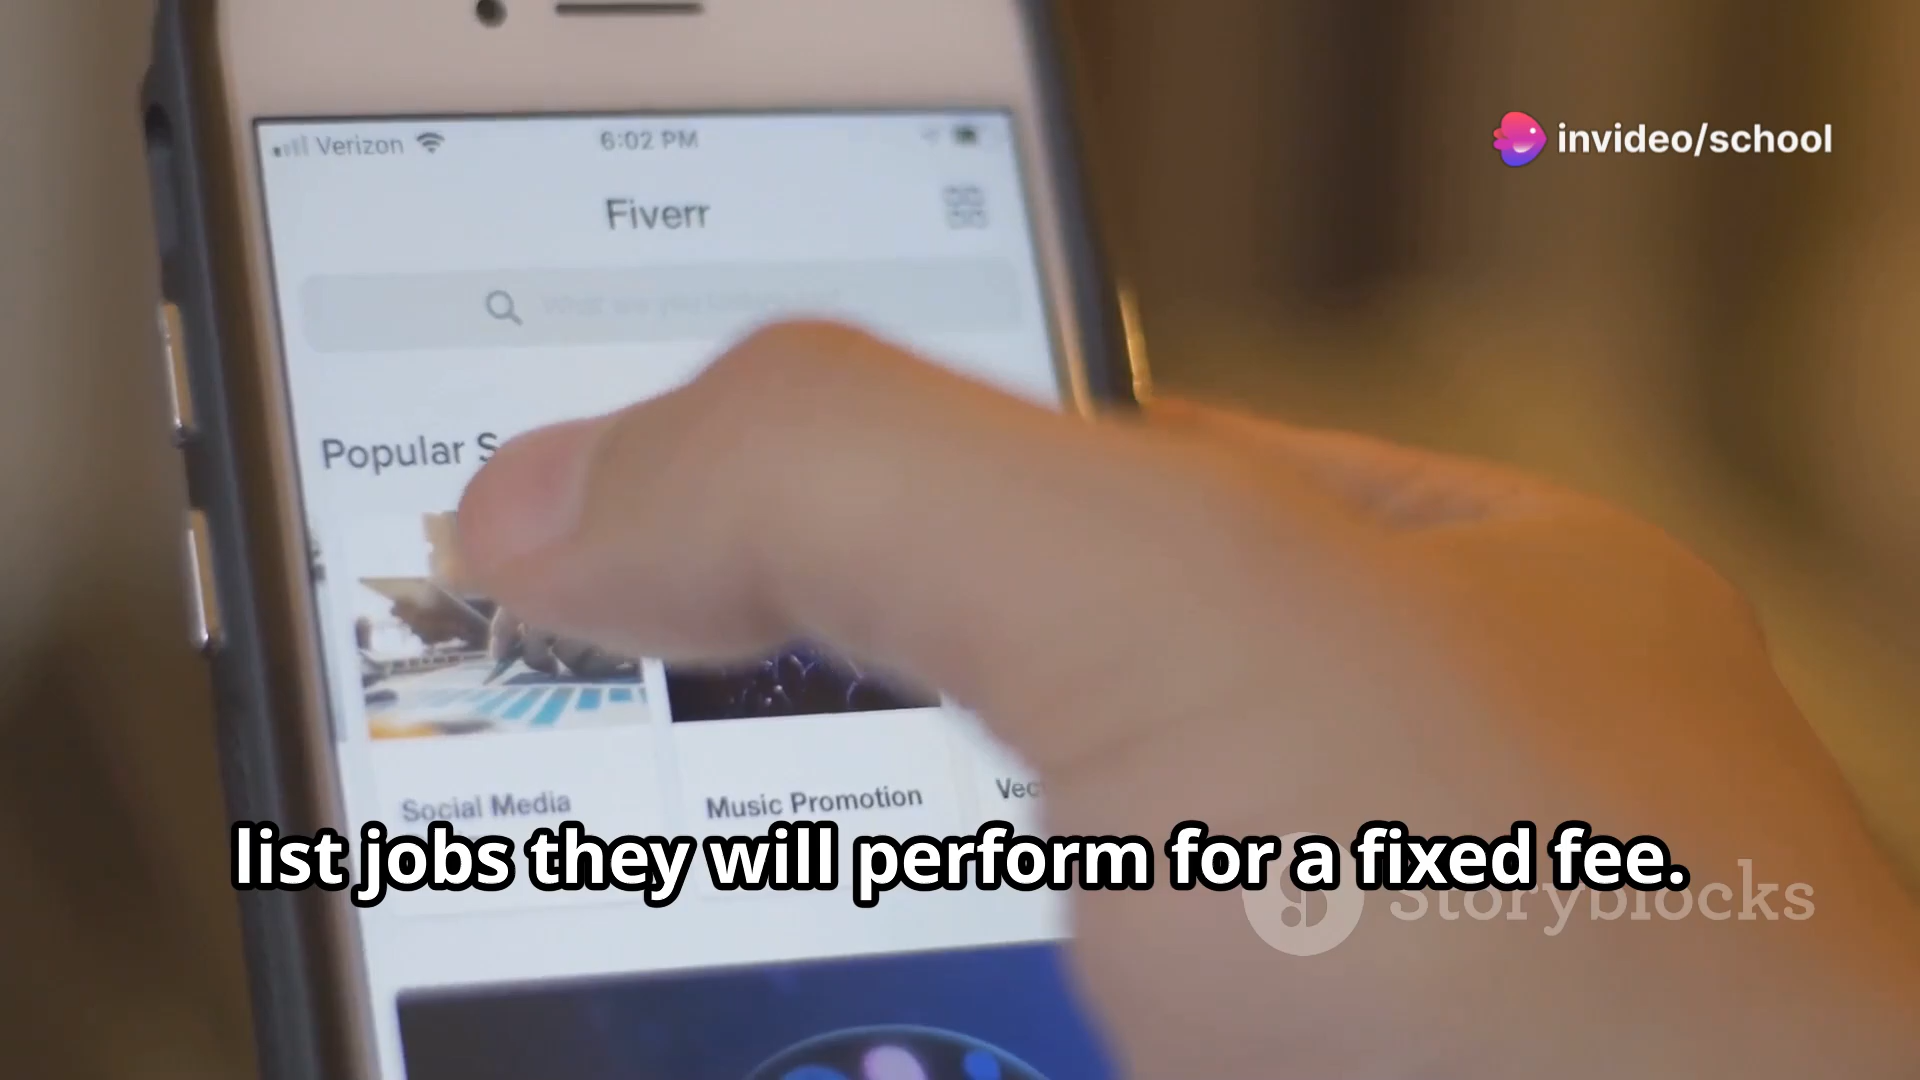 Verizon
6:02 PM
invideo/school
Fiverr
Popular S
Social Media
Music Promotion
Vec
list jobs they will perform for a fixed fee.
Storyblocks